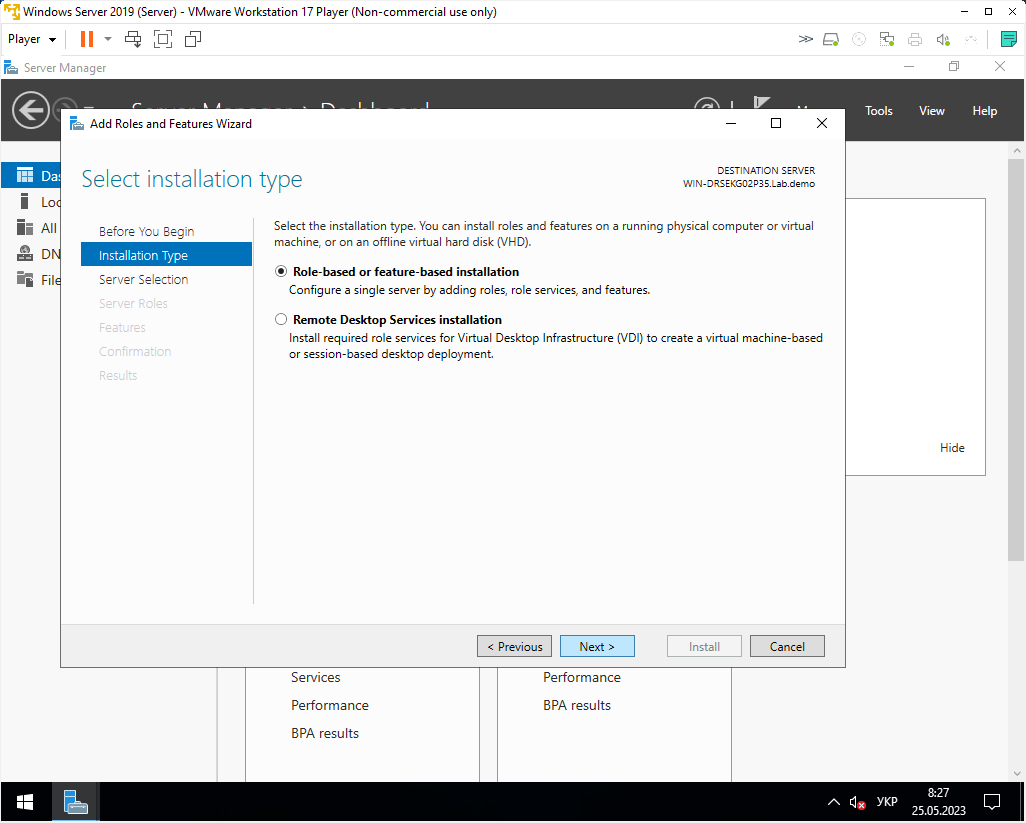 Windows Server 2019 (Server) - VMware Workstation 17 Player (Non-commercial use only)
Player
Server Manager
Server Manager Dashboard
Tools View Help
Add Roles and Features Wizard
Select installation type
DESTINATION SERVER
WIN-DRSEKG02P35.Lab.demo
Before You Begin
Installation Type
Server Selection
Server Roles
Features
Confirmation
Results
Select the installation type. You can install roles and features on a running physical computer or virtual
machine, or on an offline virtual hard disk (VHD).
Role-based or feature-based installation
Configure a single server by adding roles, role services, and features.
Remote Desktop Services installation
Install required role services for Virtual Desktop Infrastructure (VDI) to create a virtual machine-based
or session-based desktop deployment.
Das
Loc
All
DN
File
Hide
< Previous
Next >
Install
Cancel
Services
Performance
BPA results
Performance
BPA results
УКР
8:27
25.05.2023